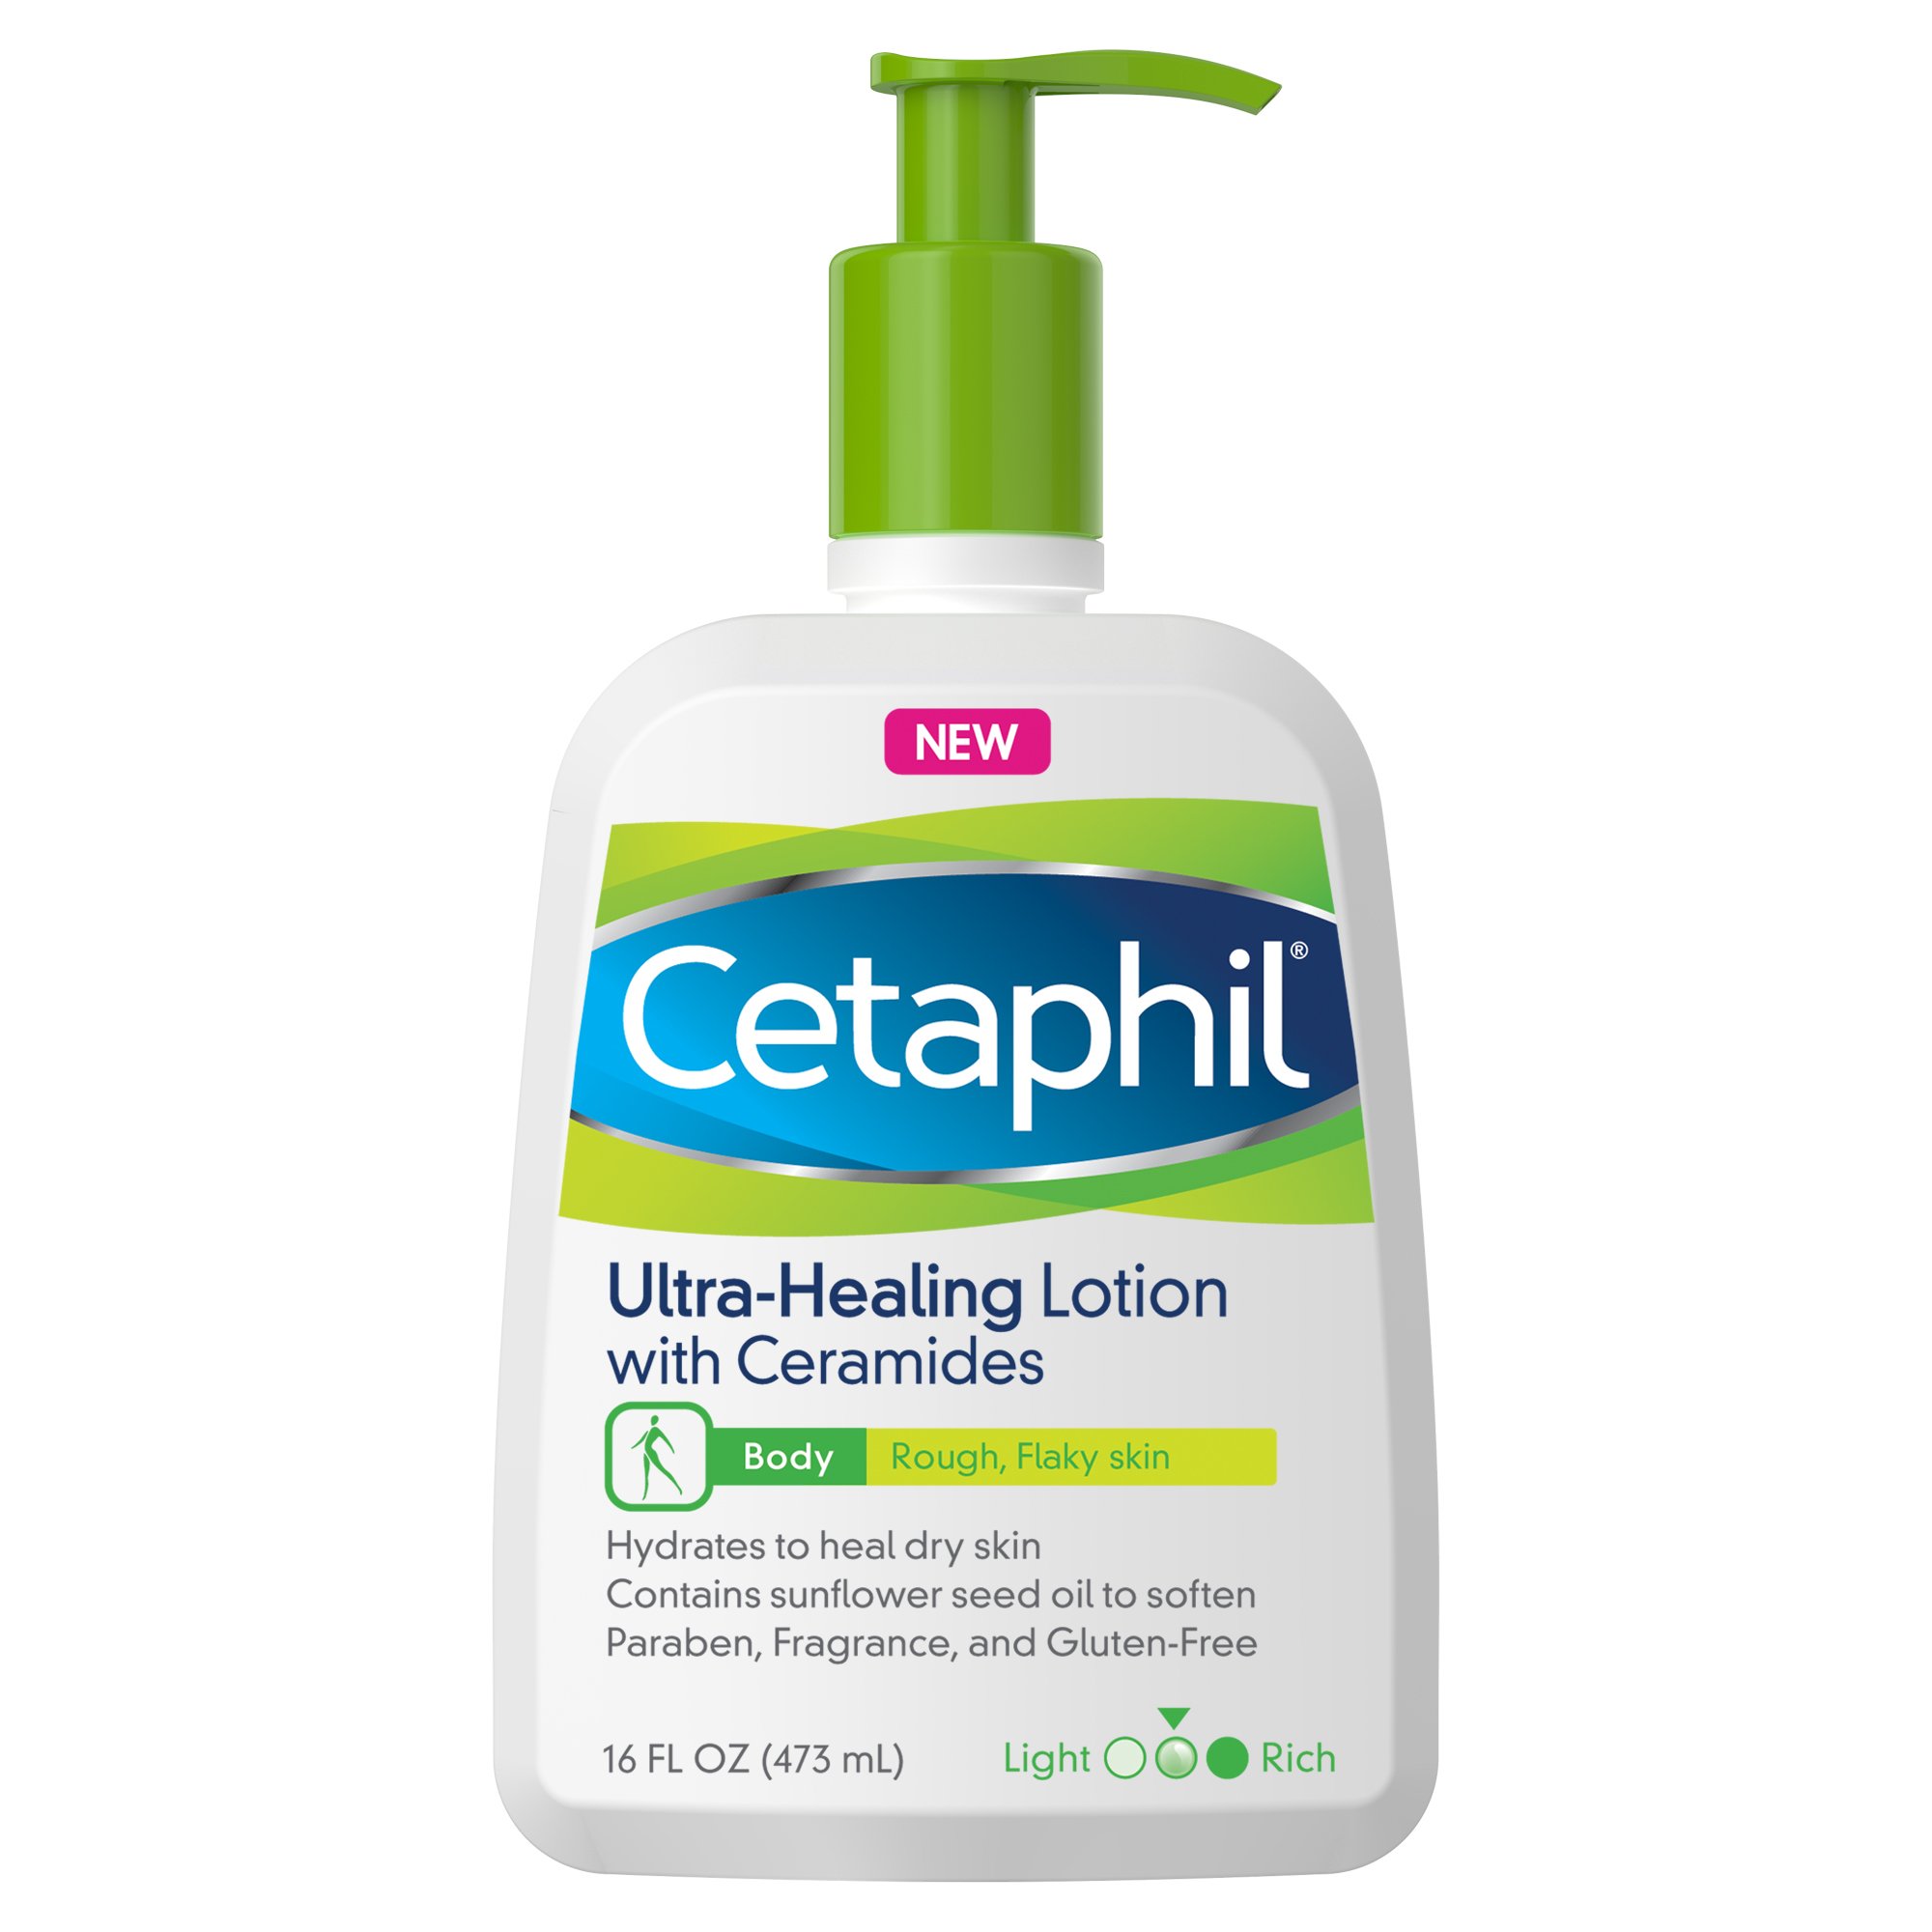 NEW
Cetaphil®
Ultra-Healing Lotion
with Ceramides
Body Rough, Flaky skin
Hydrates to heal dry skin
Contains sunflower seed oil to soften
Paraben, Fragrance, and Gluten-Free
16 FL OZ (473 mL) Light Rich